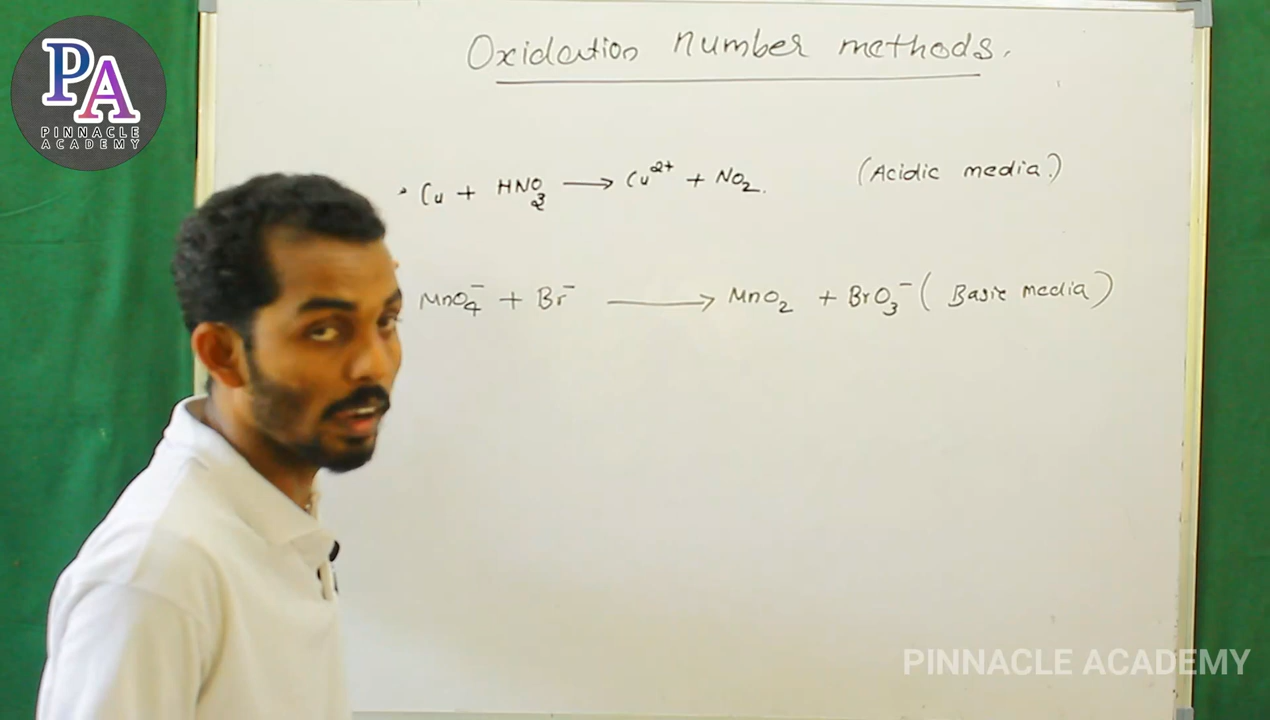 PA
PINNACLE
ACADEMY
Oxidation number methods.
Cu + HNO₃ ⟶ Cu²⁺ + NO₂. (Acidic media.)
MnO₄⁻ + Br⁻ ⟶ MnO₂ + BrO₃⁻ (Basic media)
PINNACLE ACADEMY